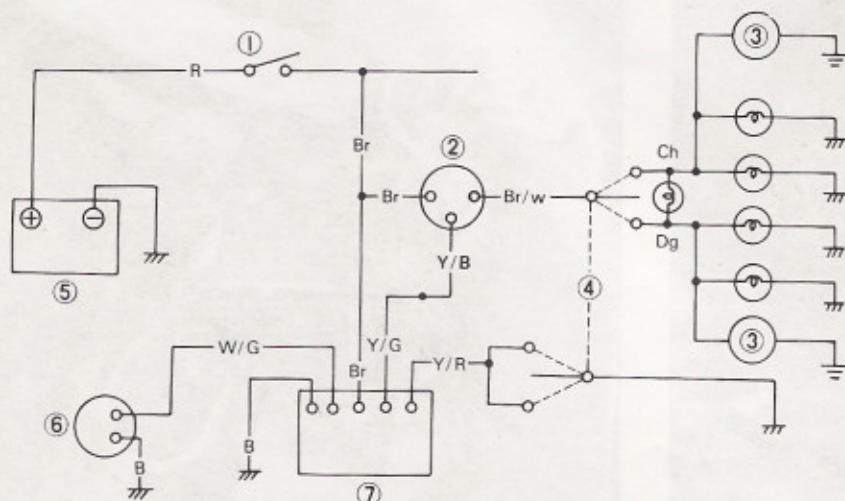 ①
③
R
Br
②
Ch
Br
Br/w
⊕
⊖
Dg
Y/B
⑤
④
W/G
Y/G
Y/R
③
Br
⑥
B
B
⑦